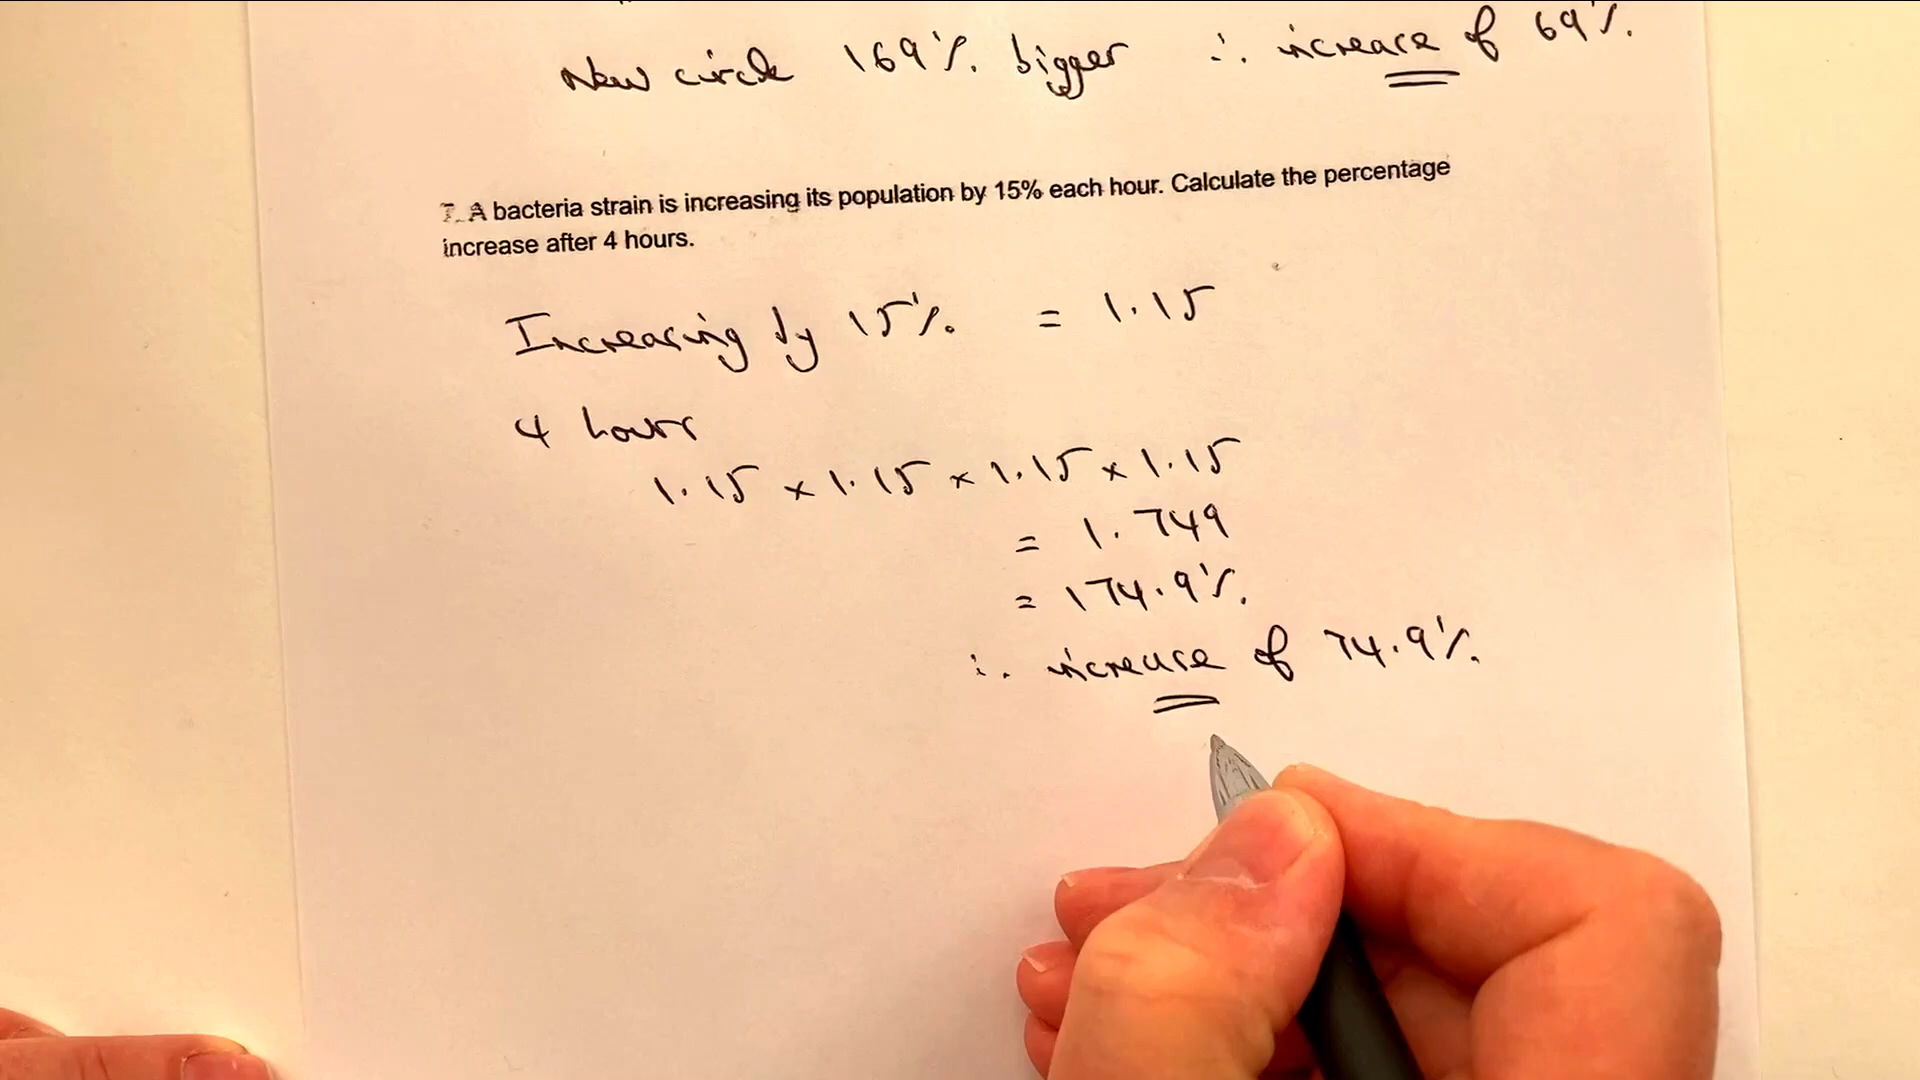 New circle 169% bigger ∴ increase of 69%.
7. A bacteria strain is increasing its population by 15% each hour. Calculate the percentage
increase after 4 hours.
Increasing by 15% = 1.15
4 hours
1.15 × 1.15 × 1.15 × 1.15
= 1.749
= 174.9%
∴ increase of 74.9%